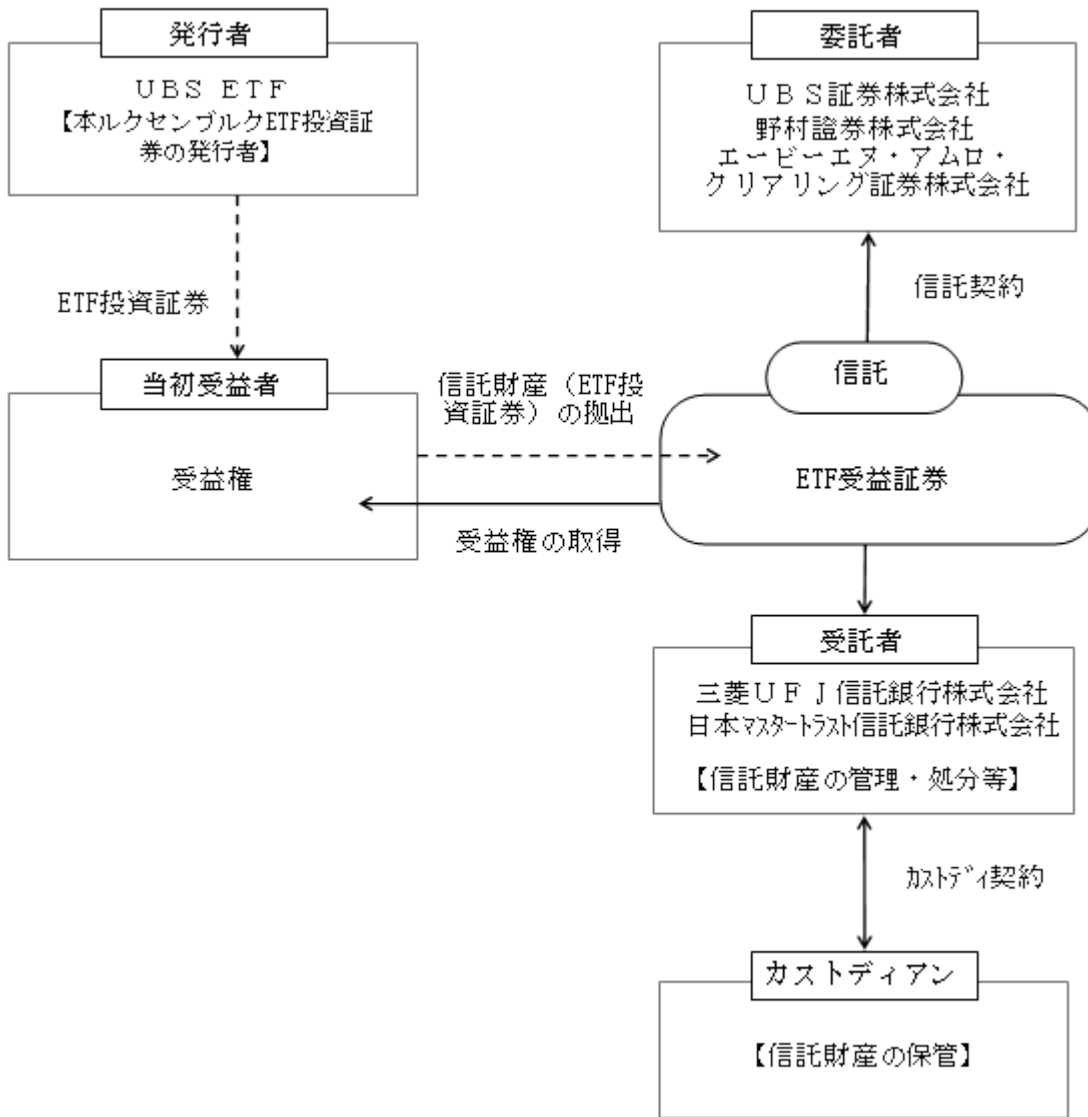 発行者
ＵＢＳ ＥＴＦ
【本ルクセンブルクETF投資証
券の発行者】
委託者
ＵＢＳ証券株式会社
野村證券株式会社
エービーエヌ・アムロ・
クリアリング証券株式会社
ETF投資証券
信託契約
当初受益者
受益権
信託財産（ETF投
資証券）の拠出
受益権の取得
信託
ETF受益証券
受託者
三菱ＵＦＪ信託銀行株式会社
日本ﾏｽﾀｰﾄﾗｽﾄ信託銀行株式会社
【信託財産の管理・処分等】
ｶｽﾄﾃﾞｨ契約
カストディアン
【信託財産の保管】